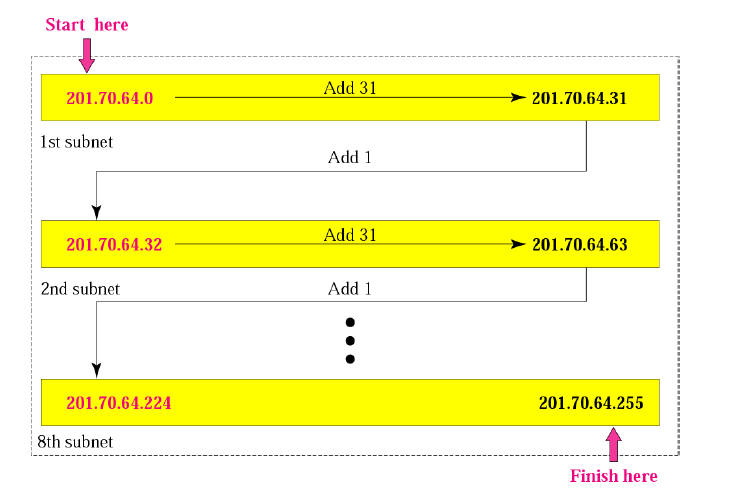 Start here
Add 31
201.70.64.0
201.70.64.31
1st subnet
Add 1
Add 31
201.70.64.32
201.70.64.63
2nd subnet
Add 1
201.70.64.224
201.70.64.255
8th subnet
Finish here